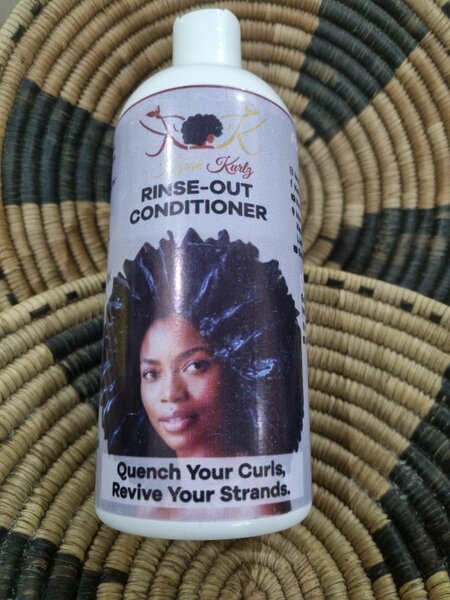 Kurlz
RINSE-OUT
CONDITIONER
Quench Your Curls,
Revive Your Strands.